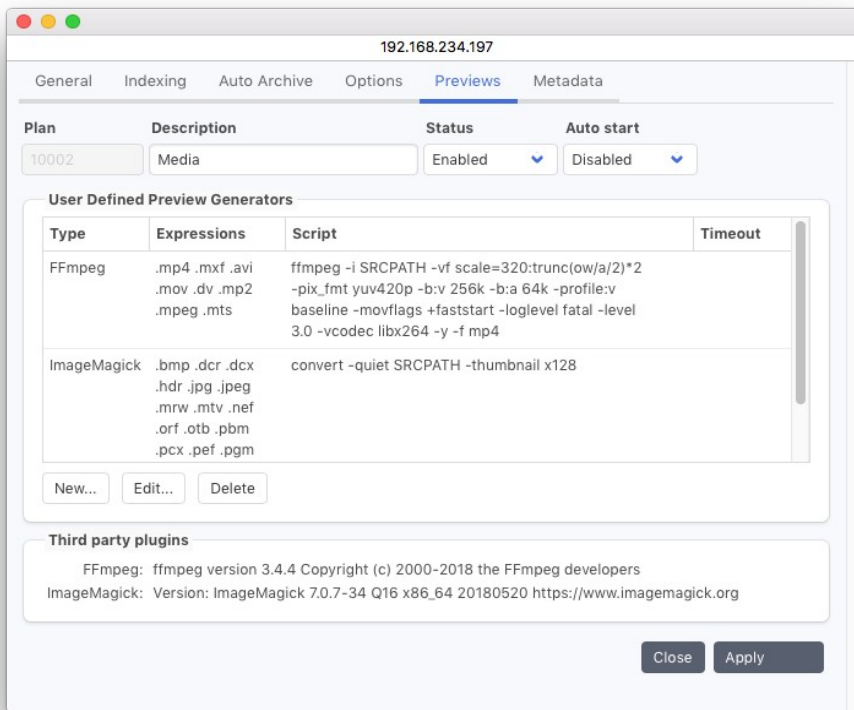 192.168.234.197
General Indexing Auto Archive Options Previews Metadata
Plan Description Status Auto start
10002 Media Enabled Disabled
User Defined Preview Generators
Type Expressions Script Timeout
FFmpeg .mp4 .mxf .avi ffmpeg -i SRCPATH -vf scale=320:trunc(ow/a/2)*2
.mov .dv .mp2 -pix_fmt yuv420p -b:v 256k -b:a 64k -profile:v
.mpeg .mts baseline -movflags +faststart -loglevel fatal -level
3.0 -vcodec libx264 -y -f mp4
ImageMagick .bmp .dcr .dcx convert -quiet SRCPATH -thumbnail x128
.hdr .jpg .jpeg
.mrw .mtv .nef
.orf .otb .pbm
.pcx .pef .pgm
New... Edit... Delete
Third party plugins
FFmpeg: ffmpeg version 3.4.4 Copyright (c) 2000-2018 the FFmpeg developers
ImageMagick: Version: ImageMagick 7.0.7-34 Q16 x86_64 20180520 https://www.imagemagick.org
Close Apply